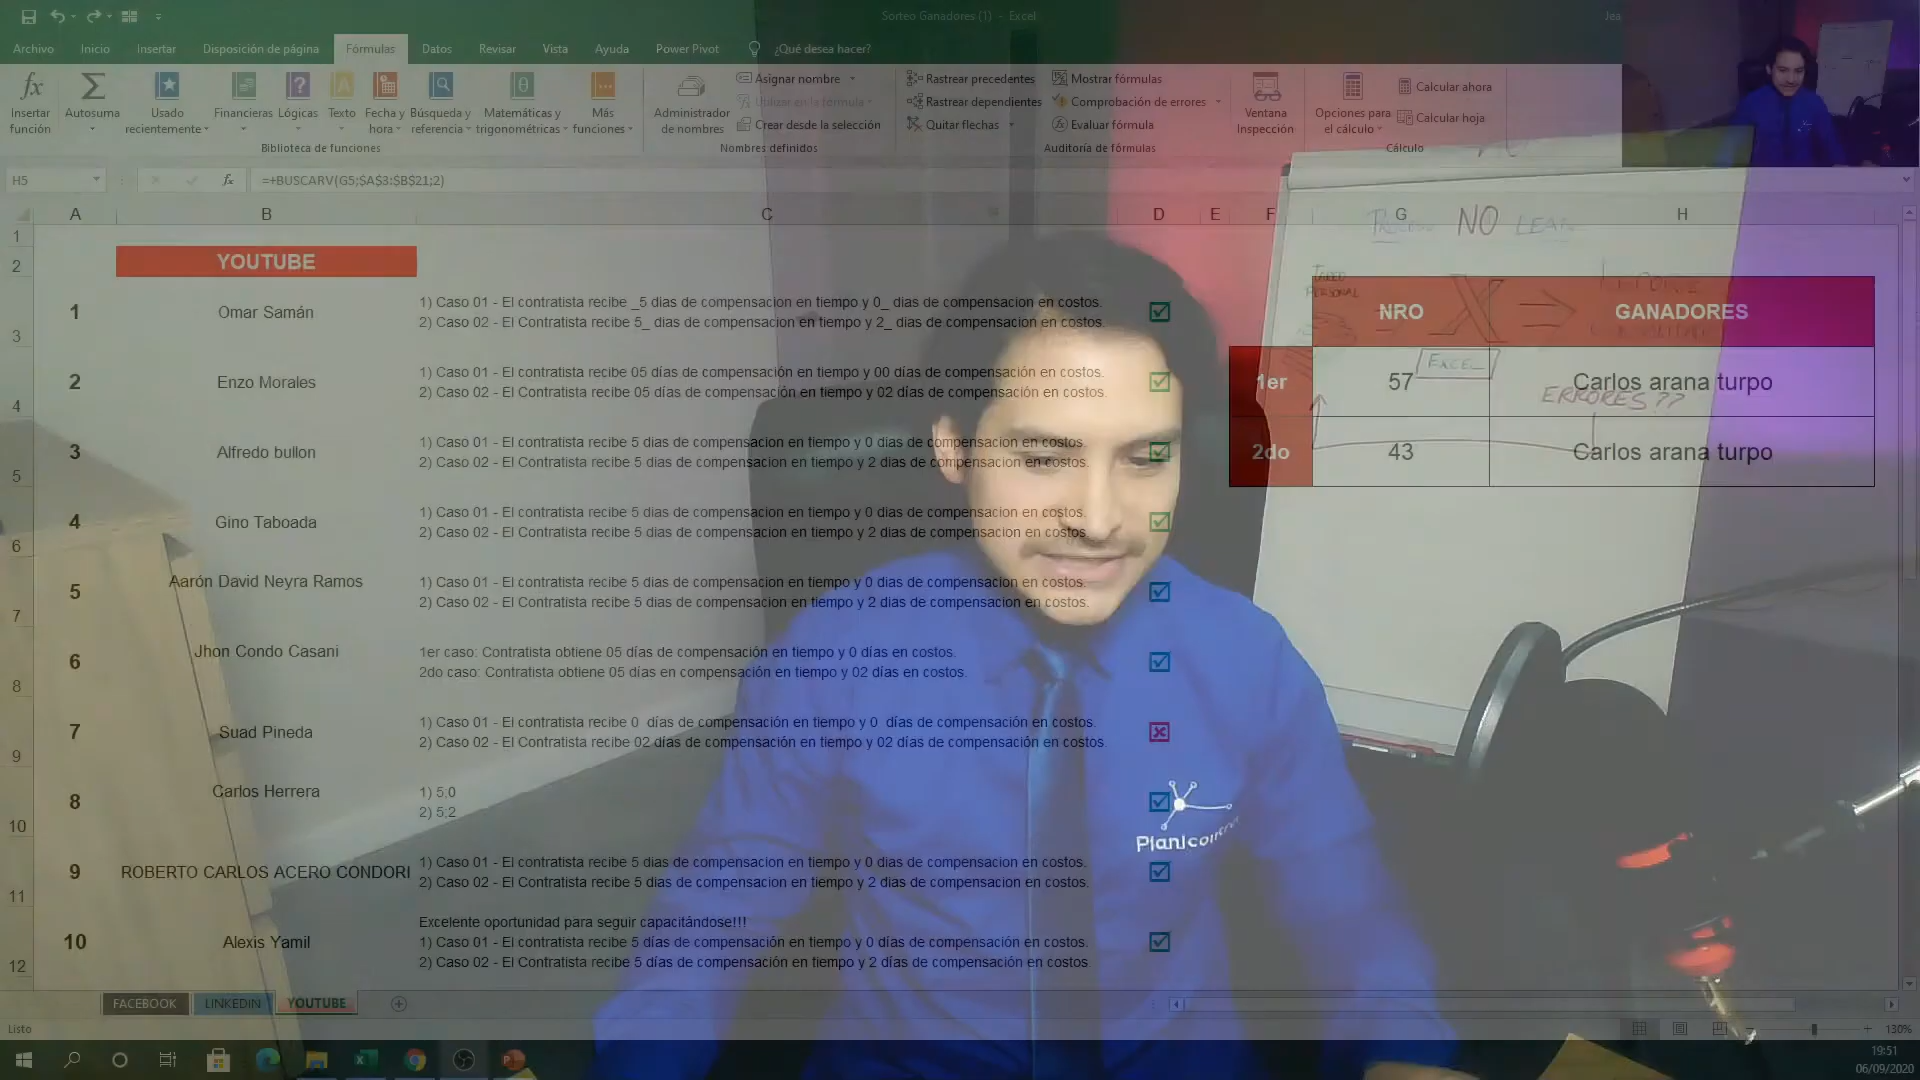 Sorteo Ganadores (1) - Excel
Jea
Archivo Inicio Insertar Disposición de página Fórmulas Datos Revisar Vista Ayuda Power Pivot ¿Qué desea hacer?
Insertar función
Autosuma
Usado recientemente
Financieras
Lógicas
Texto
Fecha y hora
Búsqueda y referencia
Matemáticas y trigonométricas
Más funciones
Biblioteca de funciones
Administrador de nombres
Asignar nombre
Utilizar en la fórmula
Crear desde la selección
Nombres definidos
Rastrear precedentes
Rastrear dependientes
Quitar flechas
Mostrar fórmulas
Comprobación de errores
Evaluar fórmula
Auditoría de fórmulas
Ventana Inspección
Opciones para el cálculo
Calcular ahora
Calcular hoja
Cálculo
H5 fx =+BUSCARV(G5;$A$3:$B$21;2)
A B C D E F G H
1
2
3
4
5
6
7
8
9
10
11
12
YOUTUBE
1 Omar Samán
1) Caso 01 - El contratista recibe _5 dias de compensacion en tiempo y 0_ dias de compensacion en costos.
2) Caso 02 - El Contratista recibe 5_ dias de compensacion en tiempo y 2_ dias de compensacion en costos.
2 Enzo Morales
1) Caso 01 - El contratista recibe 05 días de compensación en tiempo y 00 días de compensación en costos.
2) Caso 02 - El Contratista recibe 05 días de compensación en tiempo y 02 días de compensación en costos.
3 Alfredo bullon
1) Caso 01 - El contratista recibe 5 dias de compensacion en tiempo y 0 dias de compensacion en costos.
2) Caso 02 - El Contratista recibe 5 dias de compensacion en tiempo y 2 dias de compensacion en costos.
4 Gino Taboada
1) Caso 01 - El contratista recibe 5 dias de compensacion en tiempo y 0 dias de compensacion en costos.
2) Caso 02 - El Contratista recibe 5 dias de compensacion en tiempo y 2 dias de compensacion en costos.
5 Aarón David Neyra Ramos
1) Caso 01 - El contratista recibe 5 dias de compensacion en tiempo y 0 dias de compensacion en costos.
2) Caso 02 - El Contratista recibe 5 dias de compensacion en tiempo y 2 dias de compensacion en costos.
6 Jhon Condo Casani
1er caso: Contratista obtiene 05 días de compensación en tiempo y 0 días en costos.
2do caso: Contratista obtiene 05 días en compensación en tiempo y 02 días en costos.
7 Suad Pineda
1) Caso 01 - El contratista recibe 0 días de compensación en tiempo y 0 días de compensación en costos.
2) Caso 02 - El Contratista recibe 02 días de compensación en tiempo y 02 días de compensación en costos.
8 Carlos Herrera
1) 5;0
2) 5;2
9 ROBERTO CARLOS ACERO CONDORI
1) Caso 01 - El contratista recibe 5 dias de compensacion en tiempo y 0 dias de compensacion en costos.
2) Caso 02 - El Contratista recibe 5 dias de compensacion en tiempo y 2 dias de compensacion en costos.
10 Alexis Yamil
Excelente oportunidad para seguir capacitándose!!!
1) Caso 01 - El contratista recibe 5 días de compensación en tiempo y 0 días de compensación en costos.
2) Caso 02 - El Contratista recibe 5 días de compensación en tiempo y 2 días de compensación en costos
NRO GANADORES
1er 57 Carlos arana turpo
2do 43 Carlos arana turpo
NO
PERSONAL
EXCEL
ERRORES??
Planicontrol
FACEBOOK LINKEDIN YOUTUBE
Listo
130%
19:51
06/09/2020